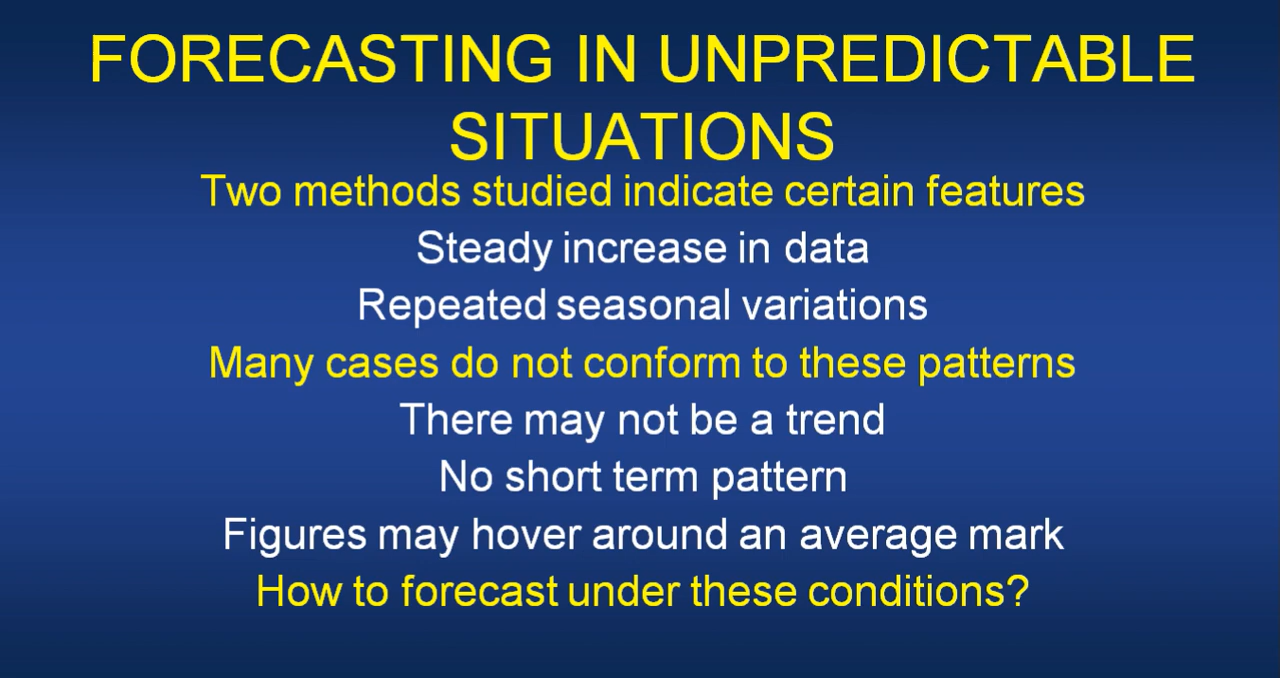 FORECASTING IN UNPREDICTABLE
SITUATIONS
Two methods studied indicate certain features
Steady increase in data
Repeated seasonal variations
Many cases do not conform to these patterns
There may not be a trend
No short term pattern
Figures may hover around an average mark
How to forecast under these conditions?